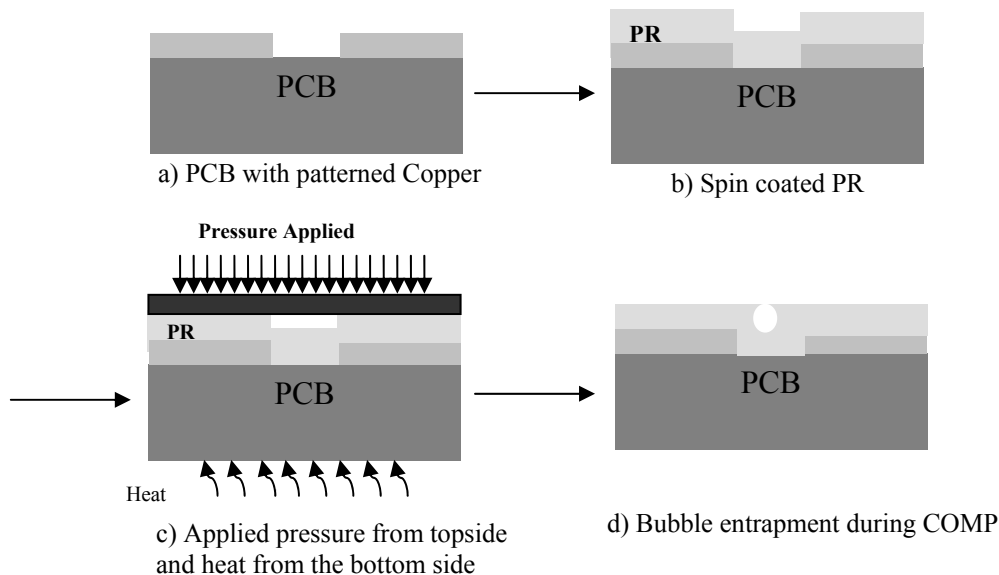 PCB
a) PCB with patterned Copper
PR
PCB
b) Spin coated PR
Pressure Applied
PR
PCB
Heat
c) Applied pressure from topside
and heat from the bottom side
PCB
d) Bubble entrapment during COMP